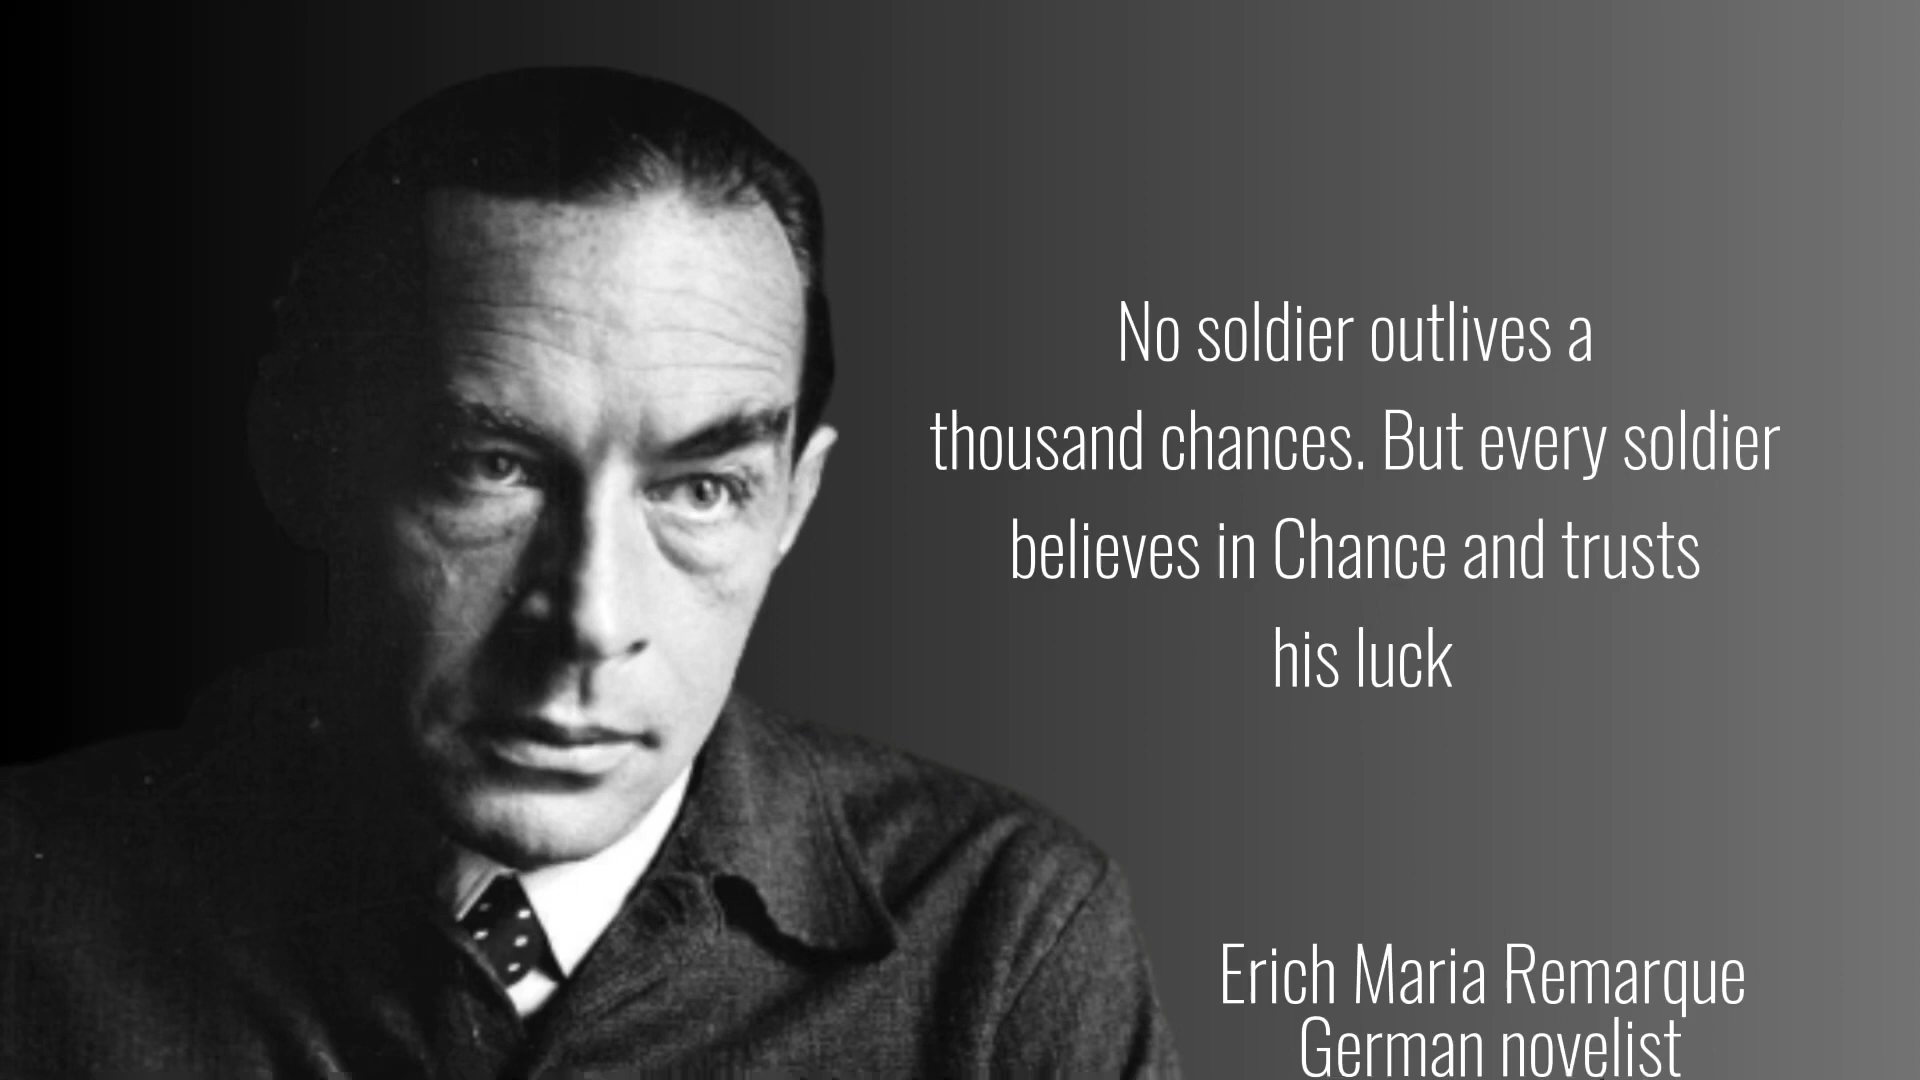 No soldier outlives a
thousand chances. But every soldier
believes in Chance and trusts
his luck
Erich Maria Remarque
German novelist